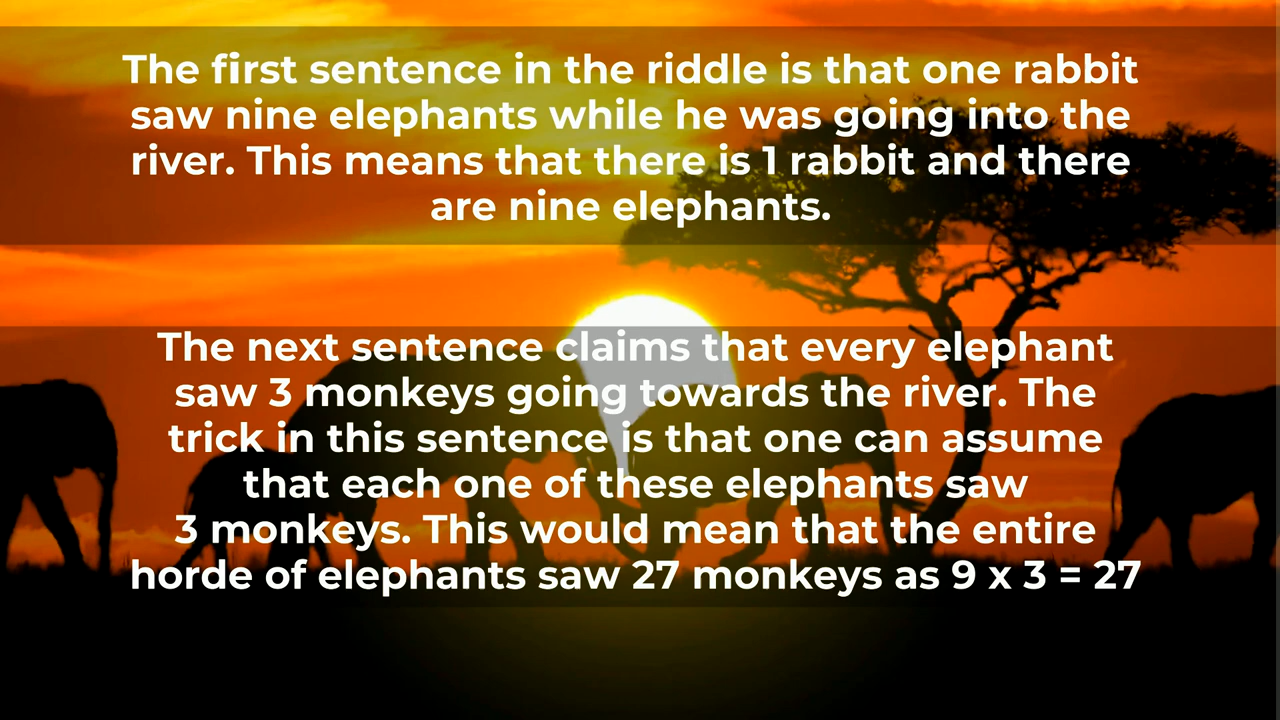 The first sentence in the riddle is that one rabbit
saw nine elephants while he was going into the
river. This means that there is 1 rabbit and there
are nine elephants.
The next sentence claims that every elephant
saw 3 monkeys going towards the river. The
trick in this sentence is that one can assume
that each one of these elephants saw
3 monkeys. This would mean that the entire
horde of elephants saw 27 monkeys as 9 x 3 = 27